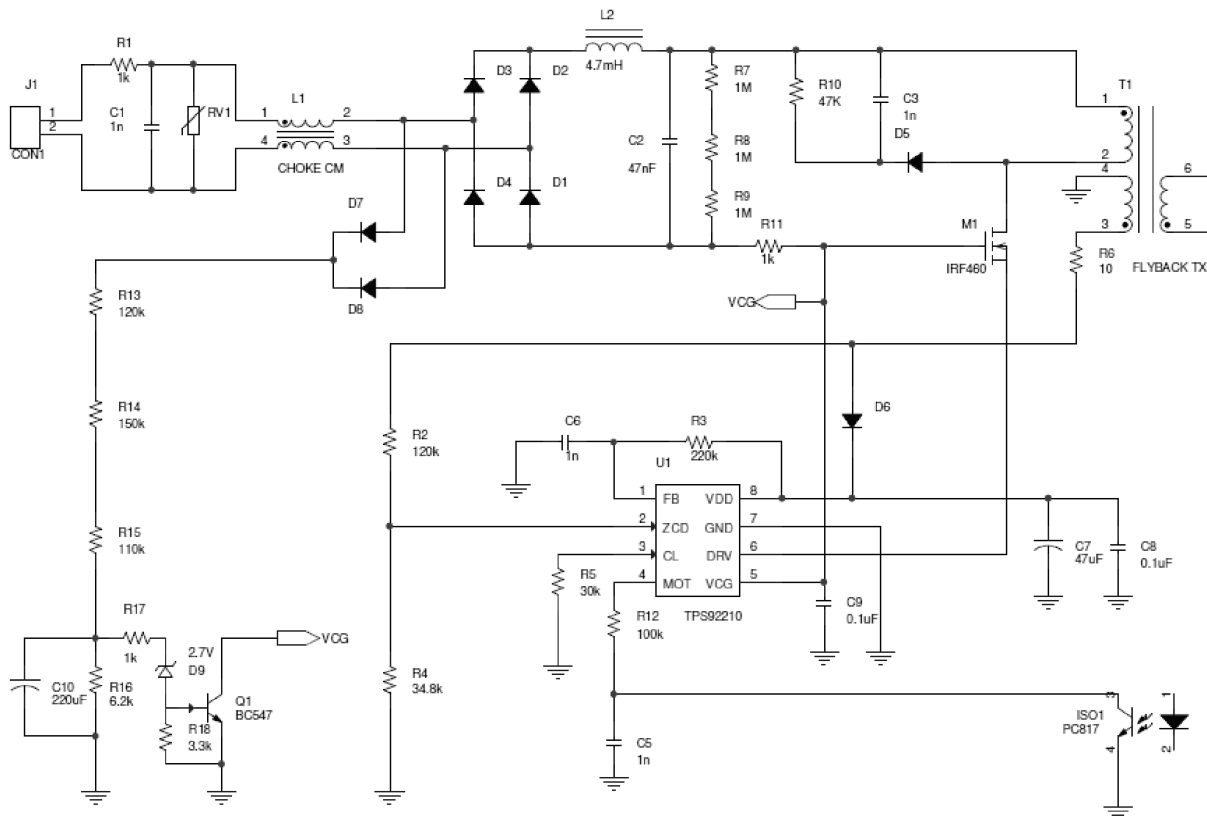 L2
4.7mH
R1
1k
J1
1
2
CON1
C1
1n
RV1
L1
1
2
4
3
CHOKE CM
D3
D2
D4
D1
C2
47nF
R7
1M
R8
1M
R9
1M
R10
47K
C3
1n
D5
T1
1
2
4
3
6
5
FLYBACK TX
R11
1k
M1
IRF460
R6
10
D7
D8
VCG
R13
120k
R14
150k
R15
110k
R17
1k
2.7V
D9
VCG
C10
220uF
R16
6.2k
Q1
BC547
R18
3.3k
R2
120k
R4
34.8k
C6
1n
R3
220k
D6
U1
1
FB
VDD
8
2
ZCD
GND
7
3
CL
DRV
6
4
MOT
VCG
5
TPS92210
R5
30k
R12
100k
C9
0.1uF
C7
47uF
C8
0.1uF
C5
1n
ISO1
PC817
3
4
1
2